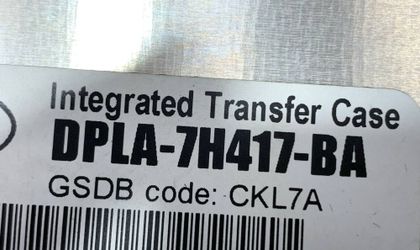 Integrated Transfer Case
DPLA-7H417-BA
GSDB code: CKL7A